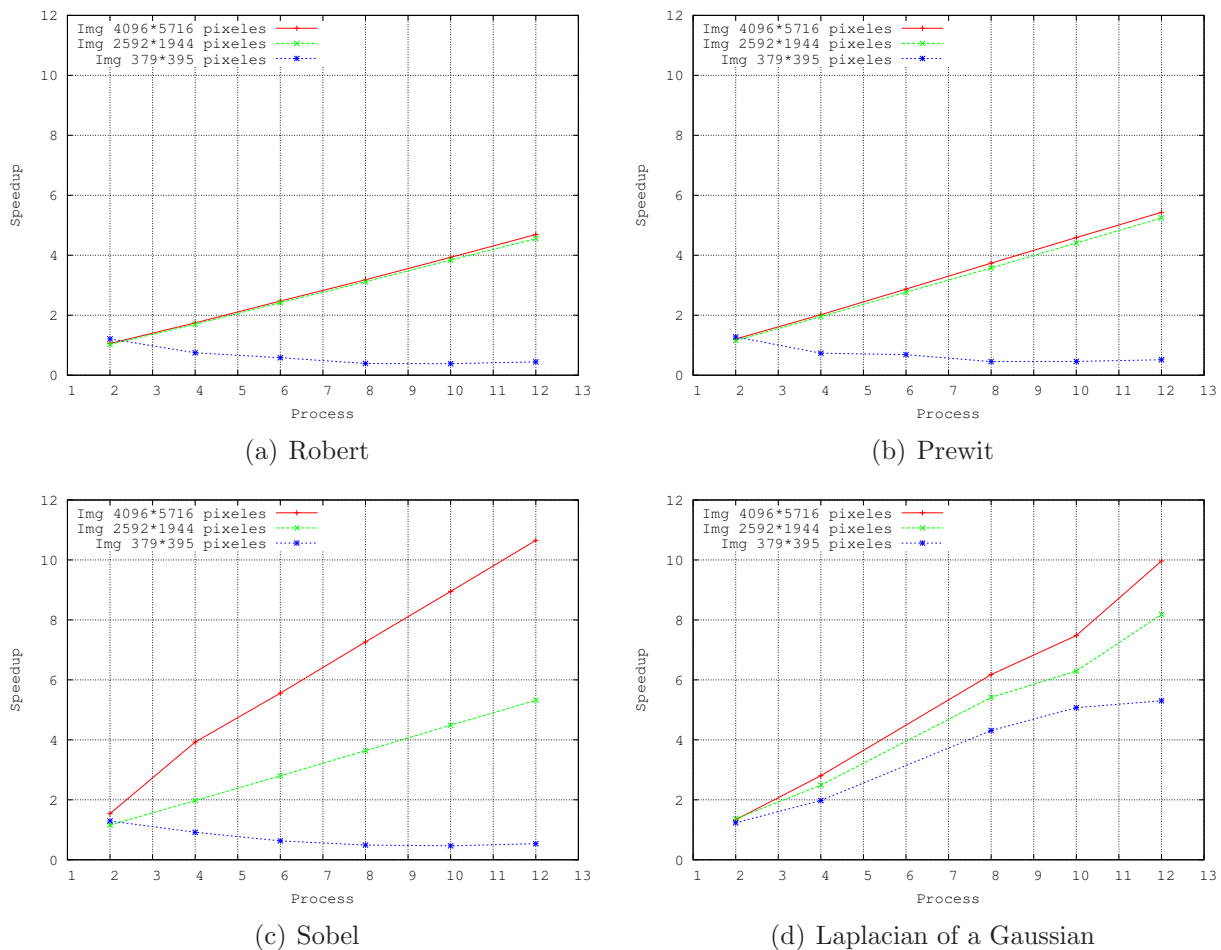 12
10
8
6
4
2
0
Speedup
Img 4096*5716 pixeles
Img 2592*1944 pixeles
Img 379*395 pixeles
1 2 3 4 5 6 7 8 9 10 11 12 13
Process
(a) Robert
12
10
8
6
4
2
0
Speedup
Img 4096*5716 pixeles
Img 2592*1944 pixeles
Img 379*395 pixeles
1 2 3 4 5 6 7 8 9 10 11 12 13
Process
(b) Prewit
12
10
8
6
4
2
0
Speedup
Img 4096*5716 pixeles
Img 2592*1944 pixeles
Img 379*395 pixeles
1 2 3 4 5 6 7 8 9 10 11 12 13
Process
(c) Sobel
12
10
8
6
4
2
0
Speedup
Img 4096*5716 pixeles
Img 2592*1944 pixeles
Img 379*395 pixeles
1 2 3 4 5 6 7 8 9 10 11 12 13
Process
(d) Laplacian of a Gaussian